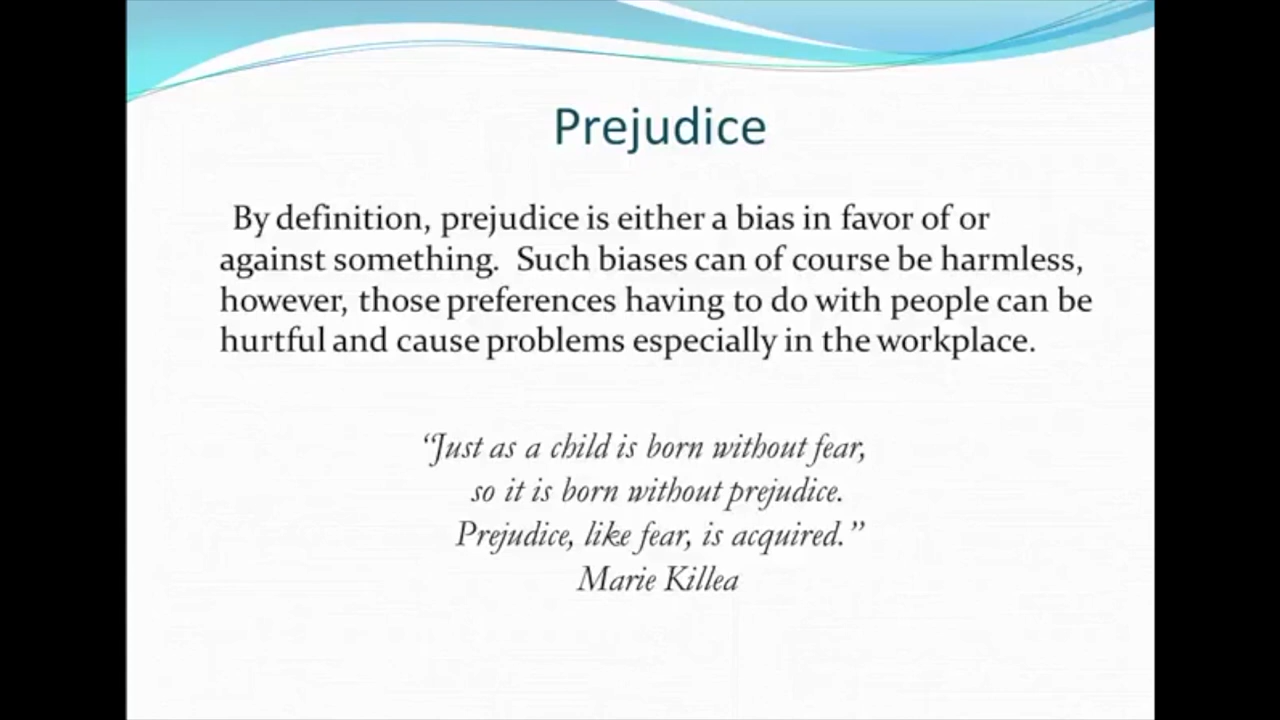 Prejudice
By definition, prejudice is either a bias in favor of or
against something.  Such biases can of course be harmless,
however, those preferences having to do with people can be
hurtful and cause problems especially in the workplace.
“Just as a child is born without fear,
so it is born without prejudice.
Prejudice, like fear, is acquired.”
Marie Killea